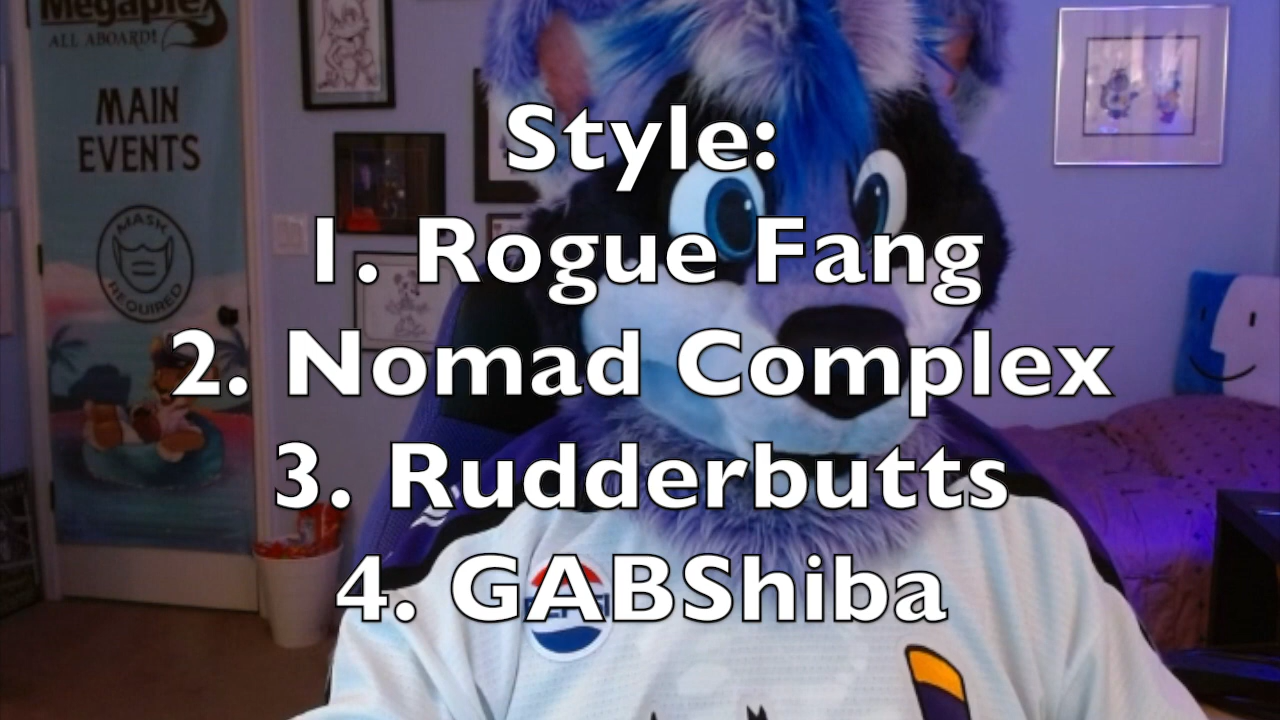 Megaplex
ALL ABOARD!
MAIN
EVENTS
MASK
REQUIRED
Style:
1. Rogue Fang
2. Nomad Complex
3. Rudderbutts
4. GABShiba